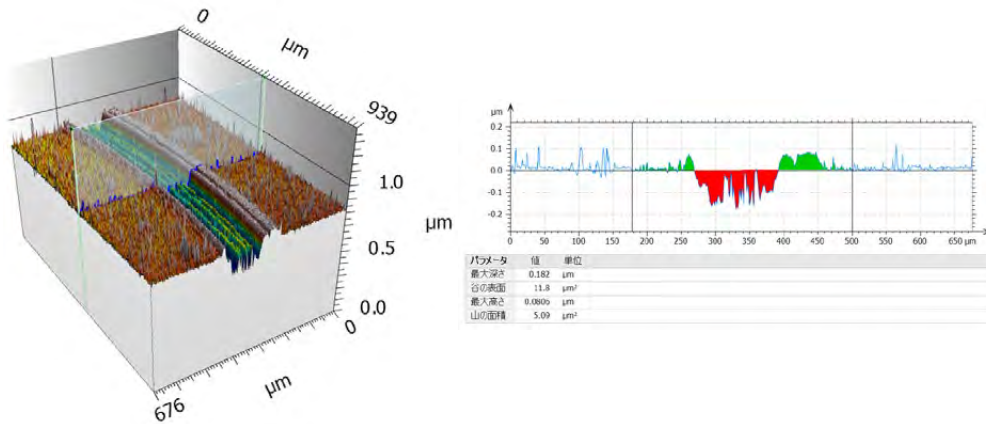 0
µm
939
1.0
µm
0.5
0.0
0
µm
676
µm
0.2
0.1
0.0
-0.1
-0.2
0 50 100 150 200 250 300 350 400 450 500 550 600 650 µm
パラメータ 値 単位
最大深さ 0.182 µm
谷の表面 11.8 µm²
最大高さ 0.0806 µm
山の面積 5.09 µm²